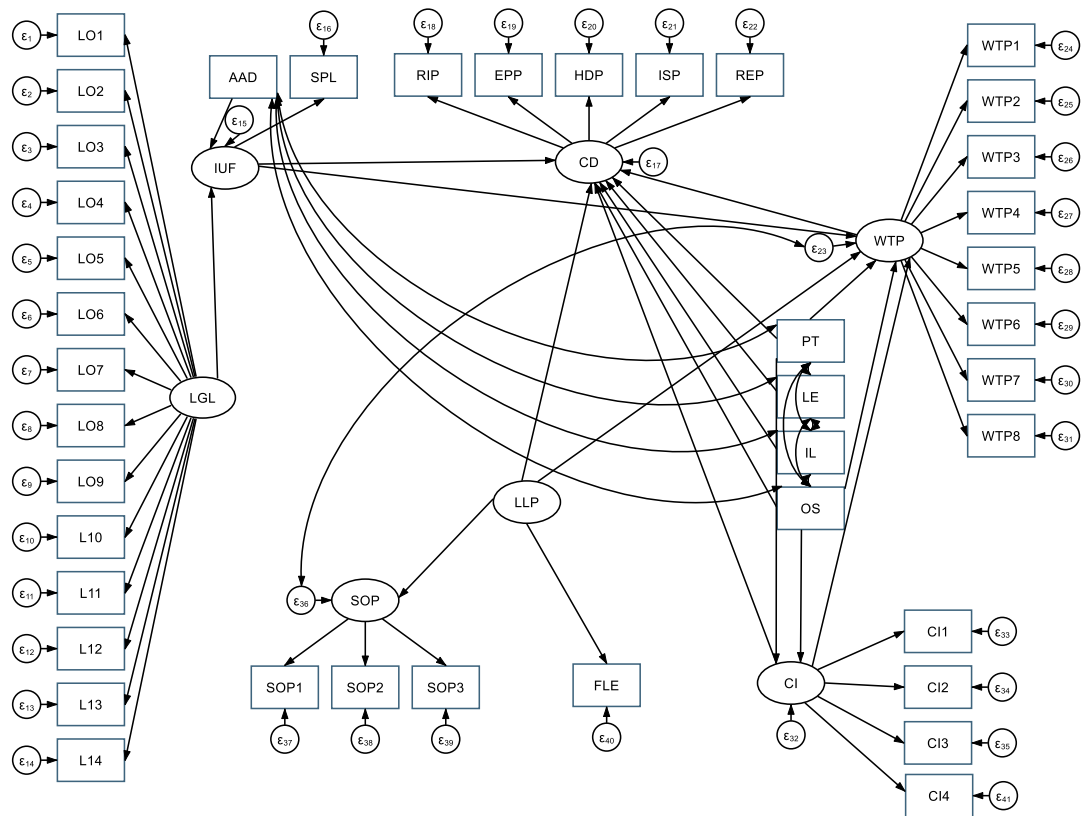 ε₁
LO1
ε₂
LO2
ε₃
LO3
ε₄
LO4
ε₅
LO5
ε₆
LO6
ε₇
LO7
ε₈
LO8
ε₉
LO9
ε₁₀
L10
ε₁₁
L11
ε₁₂
L12
ε₁₃
L13
ε₁₄
L14
LGL
AAD
ε₁₆
SPL
ε₁₅
IUF
ε₁₈
RIP
ε₁₉
EPP
ε₂₀
HDP
ε₂₁
ISP
ε₂₂
REP
CD
ε₁₇
ε₂₃
WTP
WTP1
ε₂₄
WTP2
ε₂₅
WTP3
ε₂₆
WTP4
ε₂₇
WTP5
ε₂₈
WTP6
ε₂₉
WTP7
ε₃₀
WTP8
ε₃₁
PT
LE
IL
OS
LLP
ε₃₆
SOP
SOP1
SOP2
SOP3
ε₃₇
ε₃₈
ε₃₉
FLE
ε₄₀
CI
ε₃₂
CI1
ε₃₃
CI2
ε₃₄
CI3
ε₃₅
CI4
ε₄₁